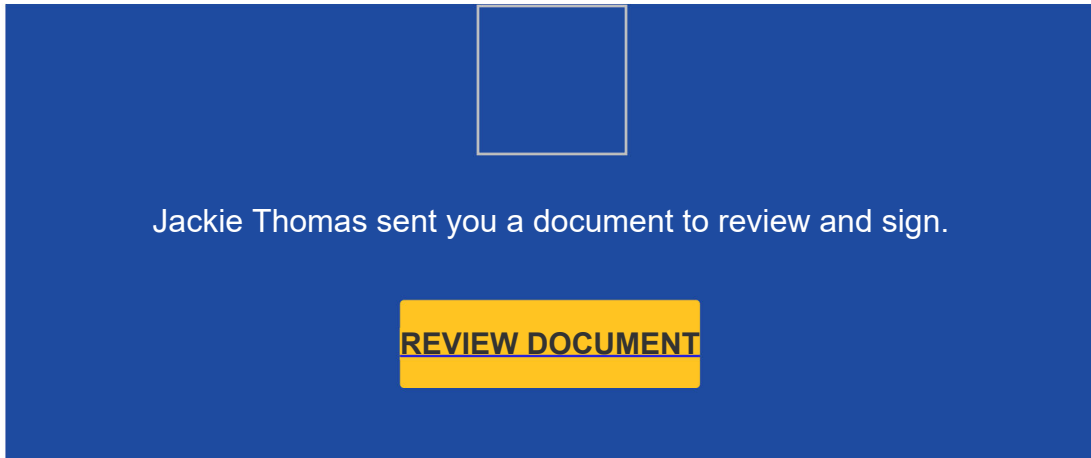 Jackie Thomas sent you a document to review and sign.
REVIEW DOCUMENT